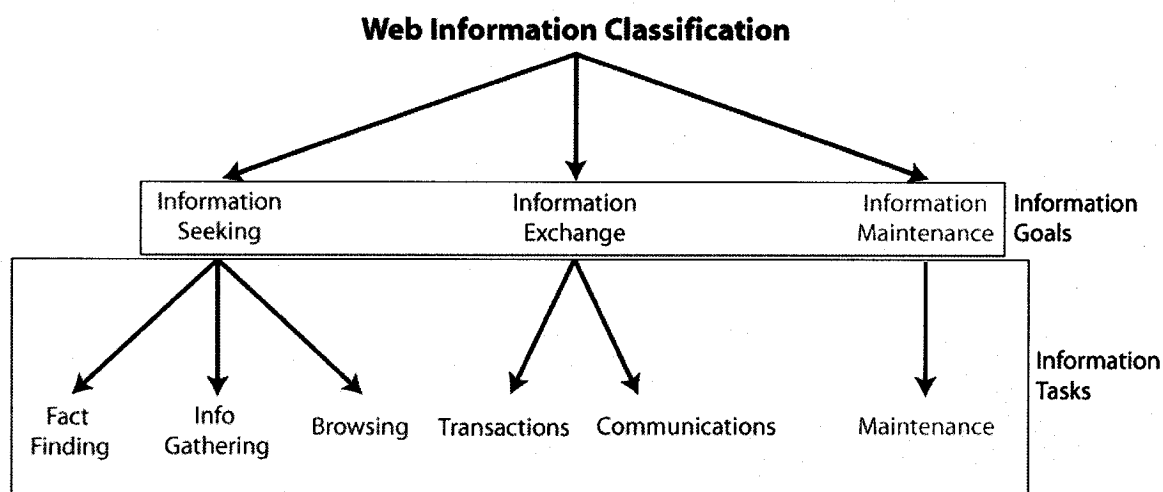 Web Information Classification
Information
Seeking
Information
Exchange
Information
Maintenance
Information
Goals
Fact
Finding
Info
Gathering
Browsing
Transactions
Communications
Maintenance
Information
Tasks